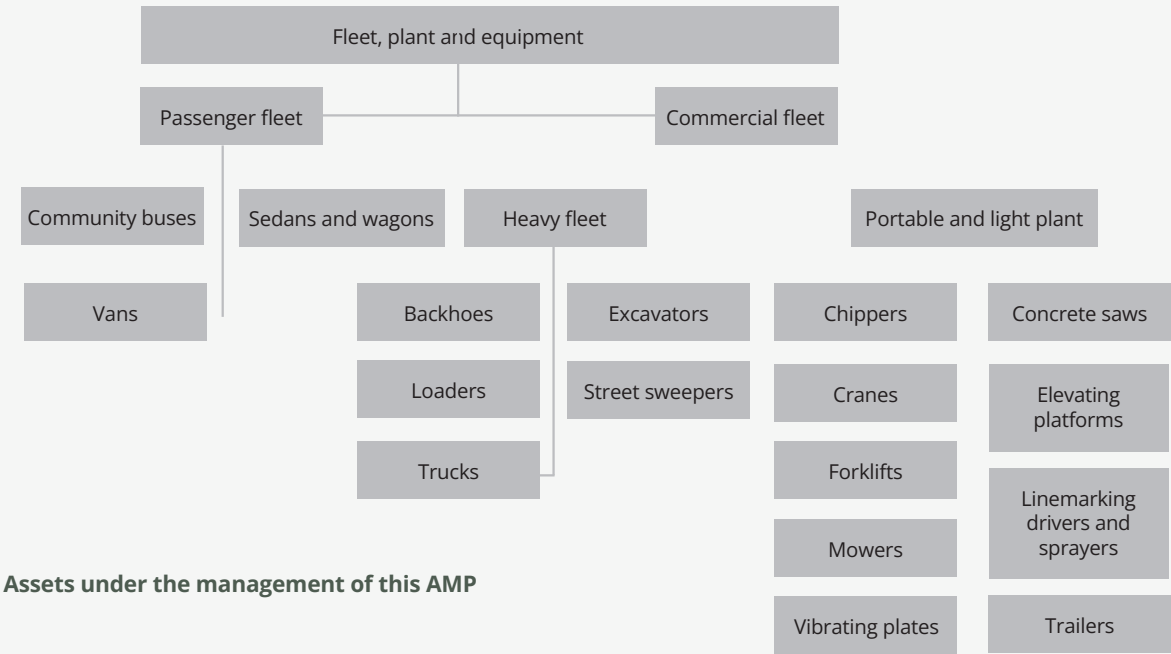 Fleet, plant and equipment
Passenger fleet
Commercial fleet
Community buses
Sedans and wagons
Heavy fleet
Portable and light plant
Vans
Backhoes
Excavators
Chippers
Concrete saws
Loaders
Street sweepers
Cranes
Elevating
platforms
Trucks
Forklifts
Linemarking
drivers and
sprayers
Mowers
Assets under the management of this AMP
Vibrating plates
Trailers